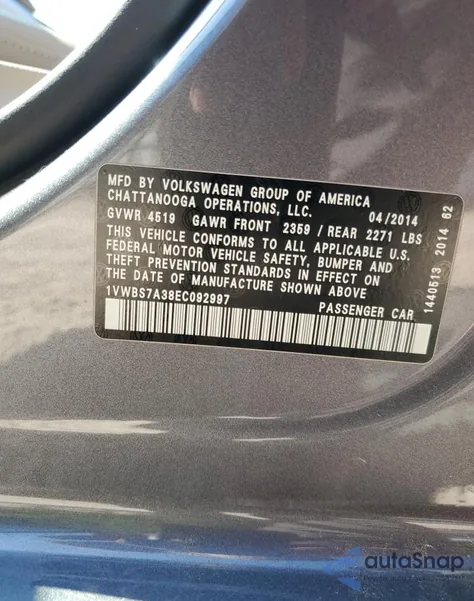 MFD BY VOLKSWAGEN GROUP OF AMERICA
CHATTANOOGA OPERATIONS, LLC. 04/2014
GVWR 4519 GAWR FRONT 2359 / REAR 2271 LBS
THIS VEHICLE CONFORMS TO ALL APPLICABLE U.S.
FEDERAL MOTOR VEHICLE SAFETY, BUMPER AND
THEFT PREVENTION STANDARDS IN EFFECT ON
THE DATE OF MANUFACTURE SHOWN ABOVE
1VWBS7A38EC092997 PASSENGER CAR
1440513 2014 62
autoSnap